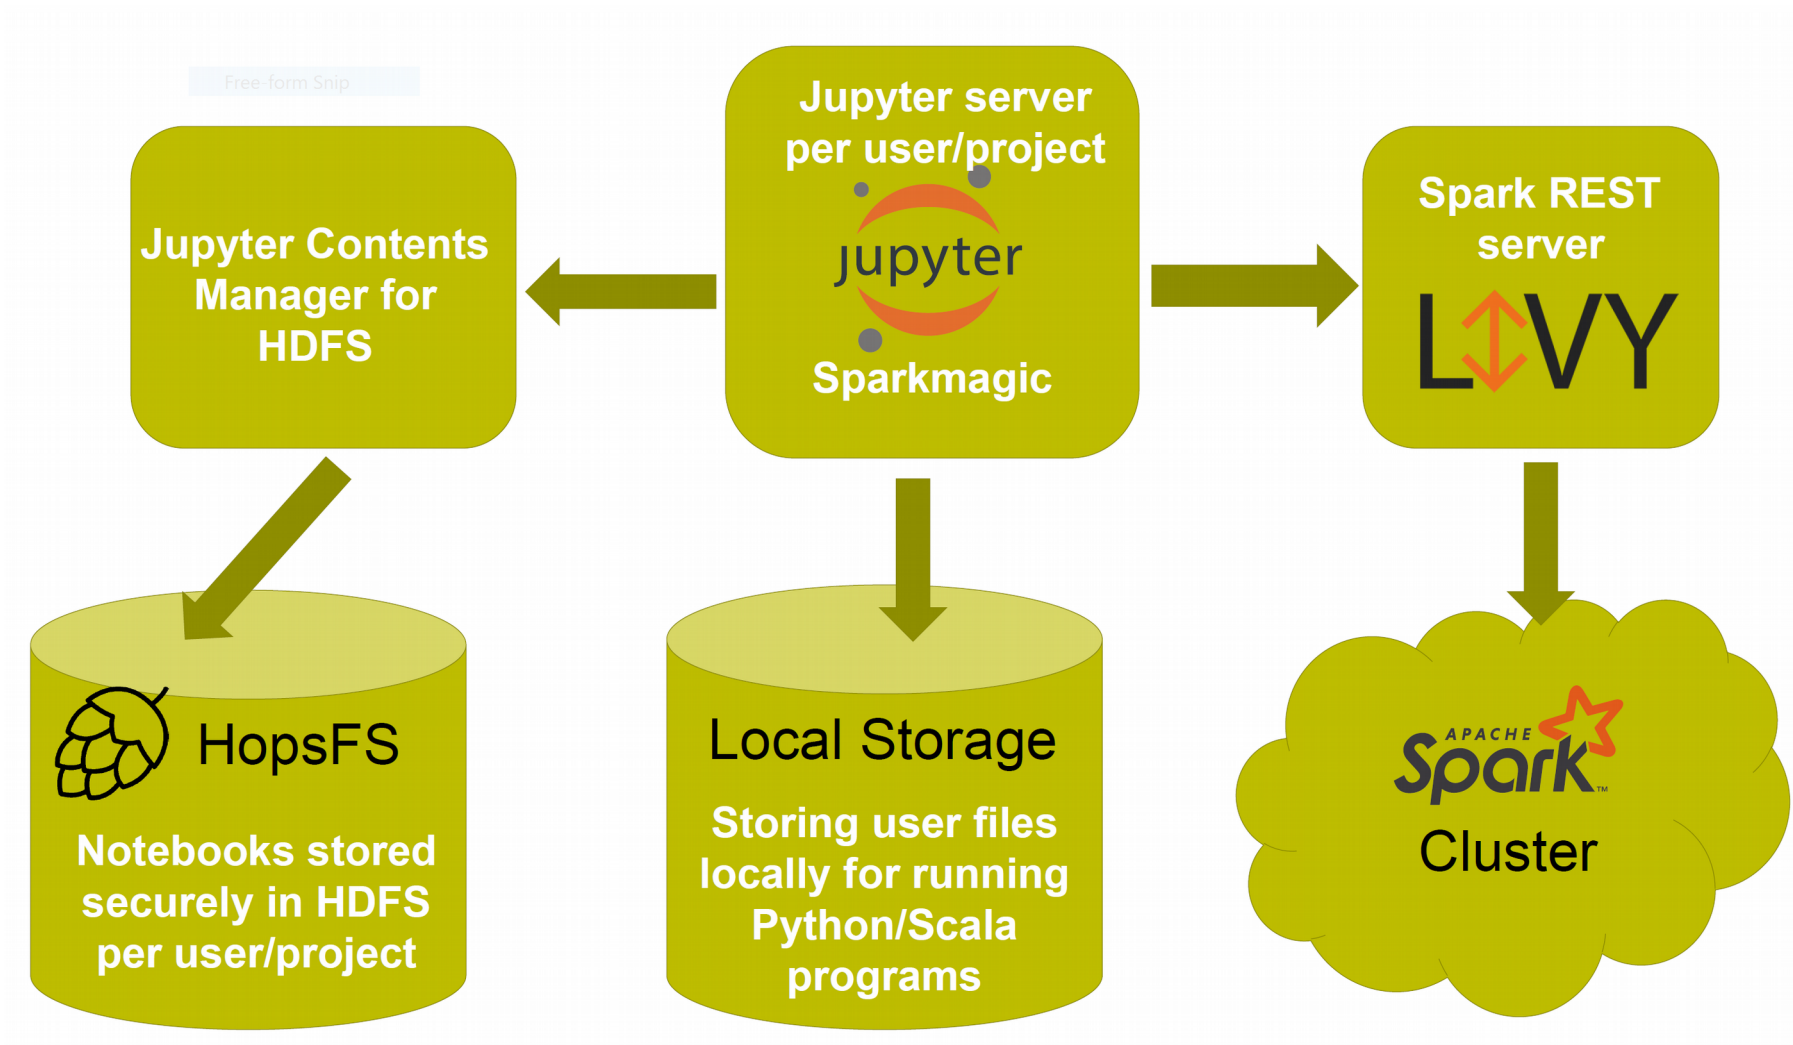 Free-form Snip
Jupyter server
per user/project
jupyter
Sparkmagic
Jupyter Contents
Manager for
HDFS
Spark REST
server
LIVY
HopsFS
Notebooks stored
securely in HDFS
per user/project
Local Storage
Storing user files
locally for running
Python/Scala
programs
APACHE
Spark™
Cluster